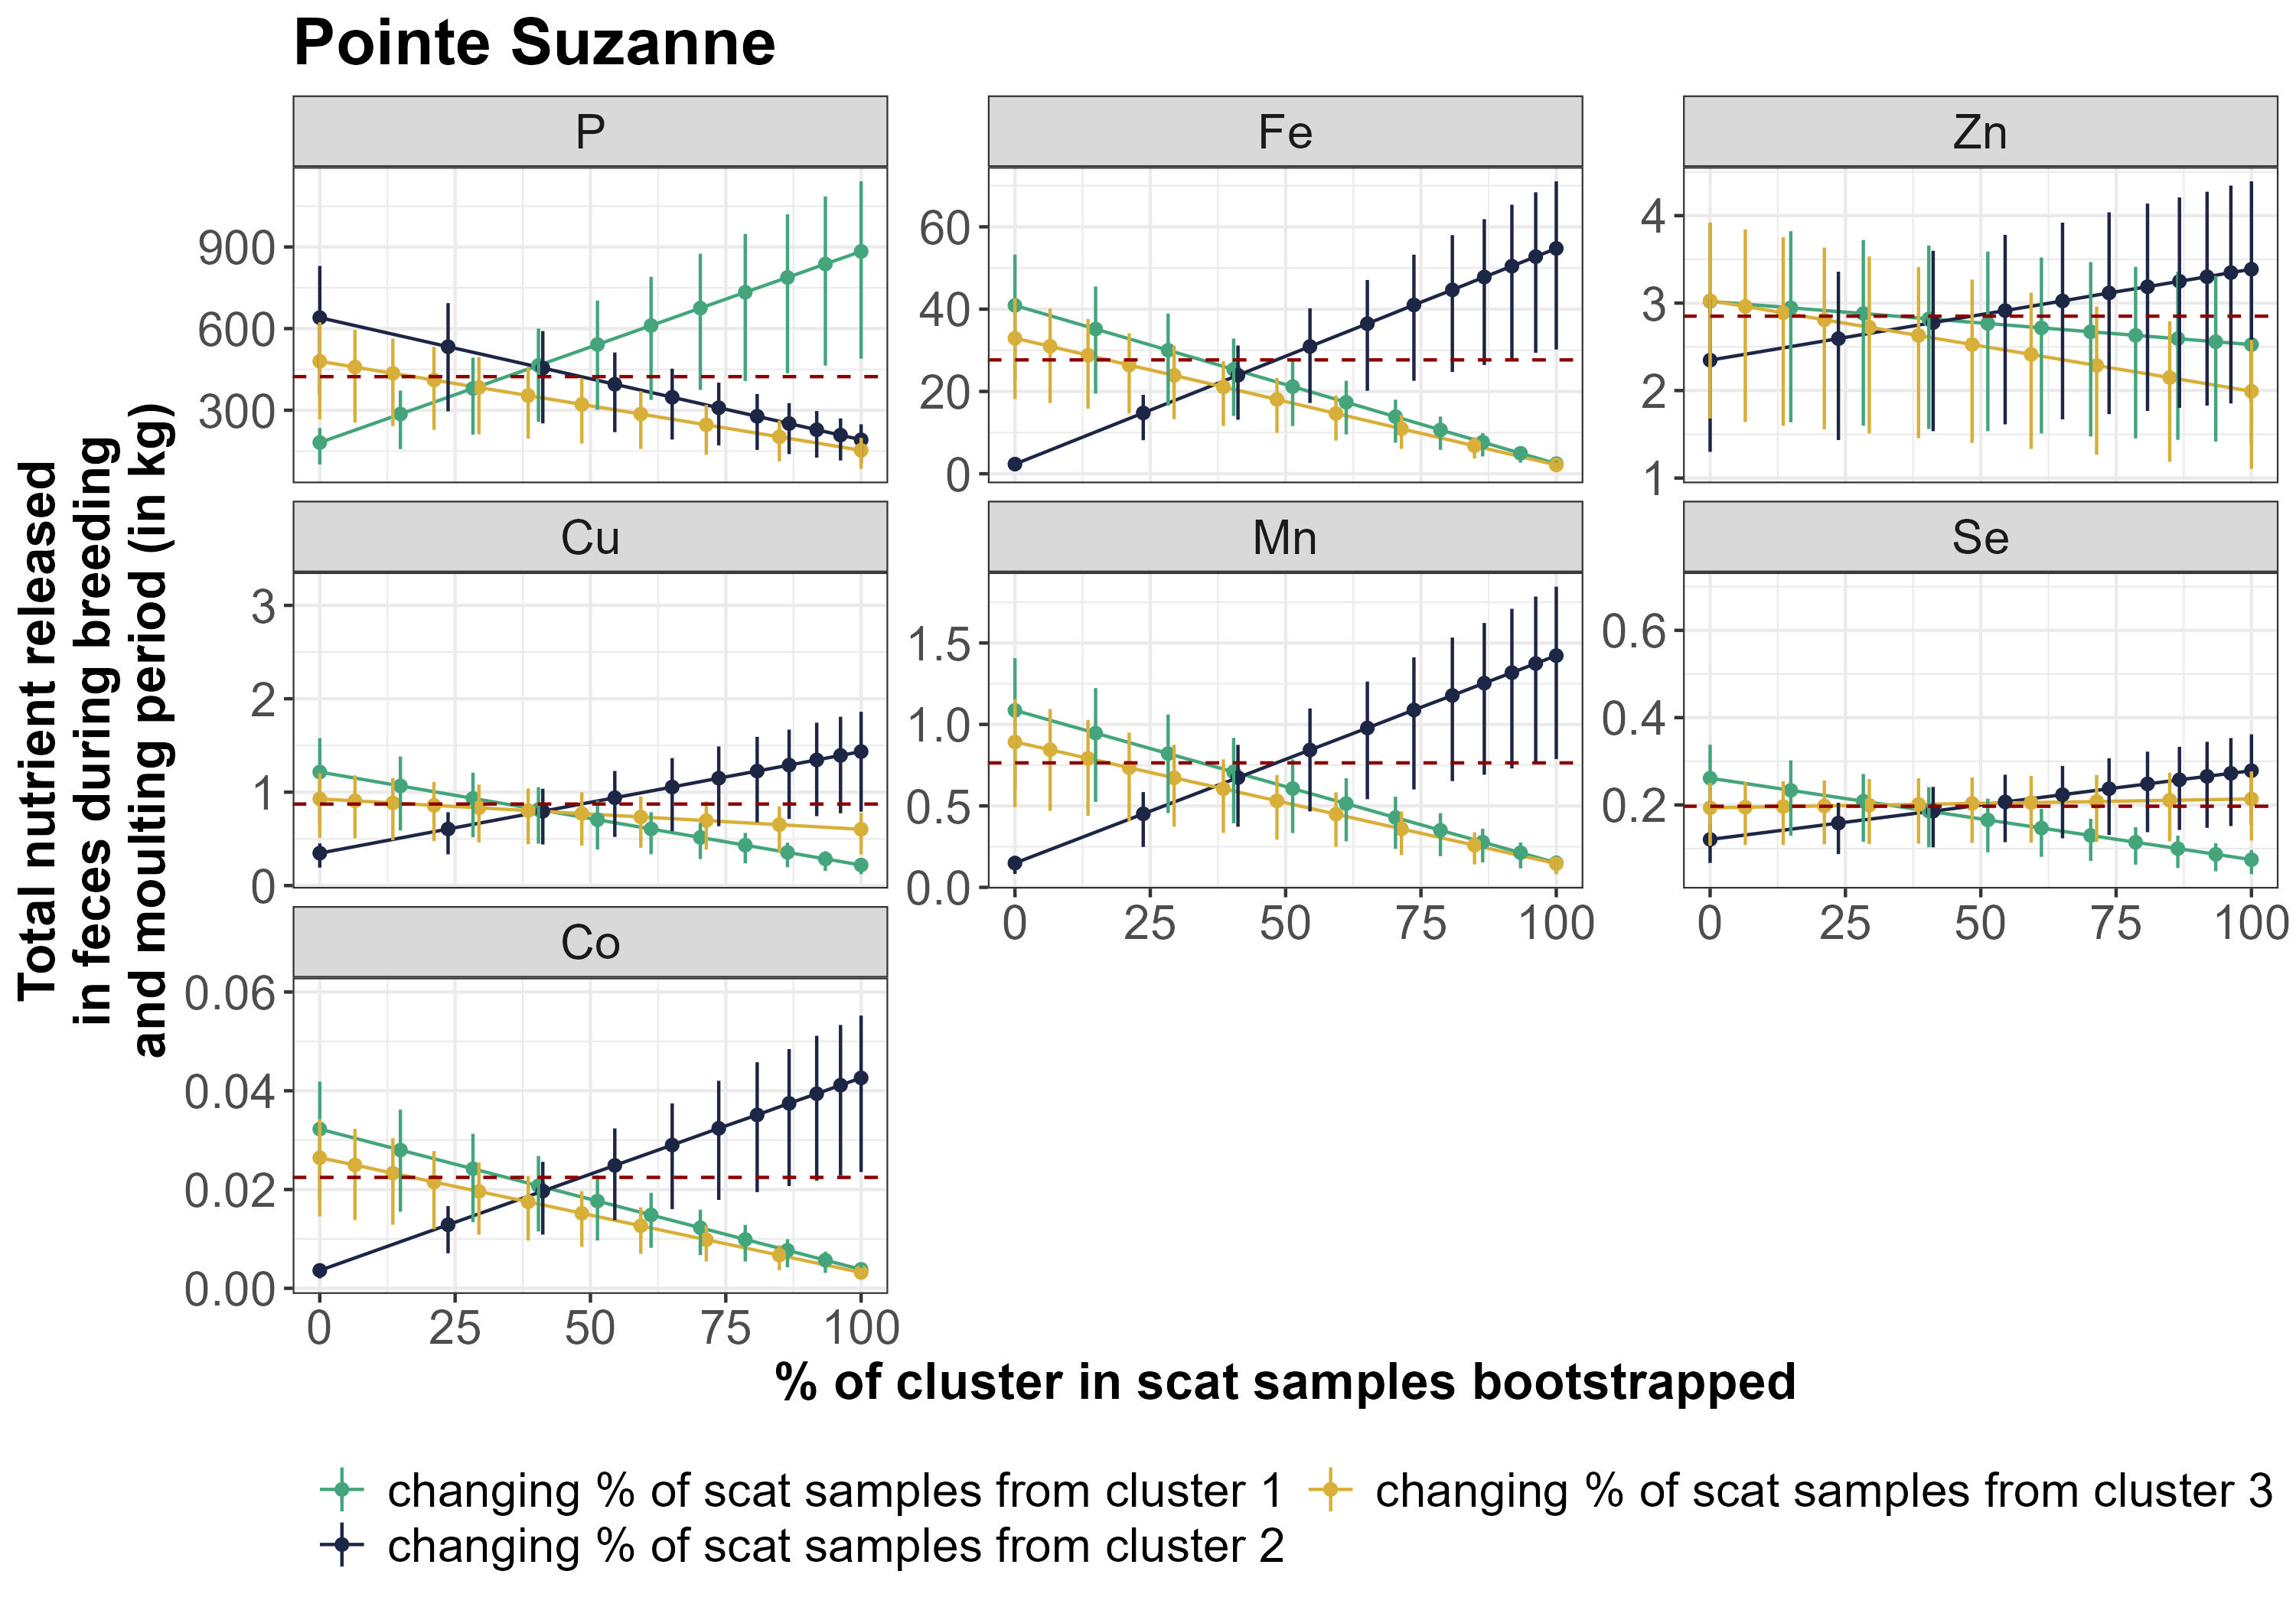 Pointe Suzanne
Total nutrient released
in feces during breeding
and moulting period (in kg)
P
Fe
Zn
900
600
300
60
40
20
0
4
3
2
1
Cu
Mn
Se
3
2
1
0
1.5
1.0
0.5
0.0
0.6
0.4
0.2
0 25 50 75 100
0 25 50 75 100
Co
0.06
0.04
0.02
0.00
0 25 50 75 100
% of cluster in scat samples bootstrapped
changing % of scat samples from cluster 1
changing % of scat samples from cluster 3
changing % of scat samples from cluster 2